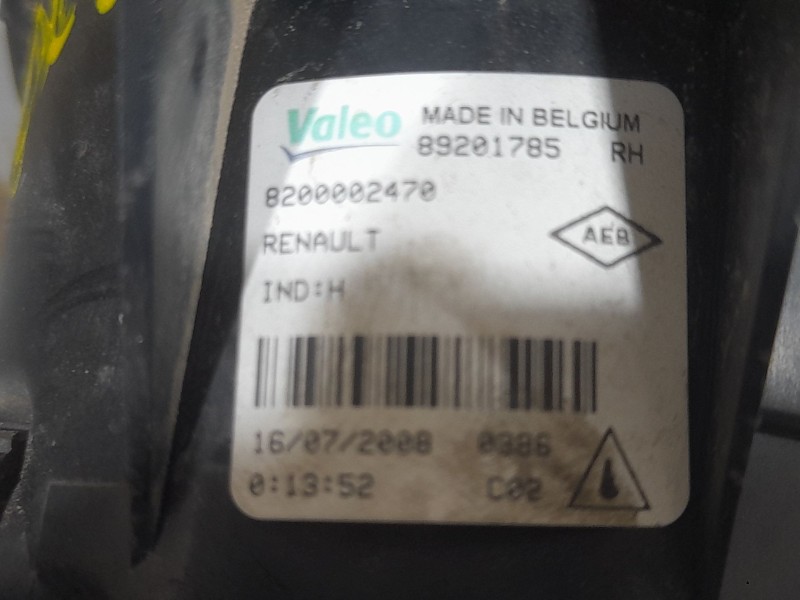 Valeo MADE IN BELGIUM
89201785 RH
8200002470
RENAULT AEB
IND:H
16/07/2008 0386
0:13:52 C02